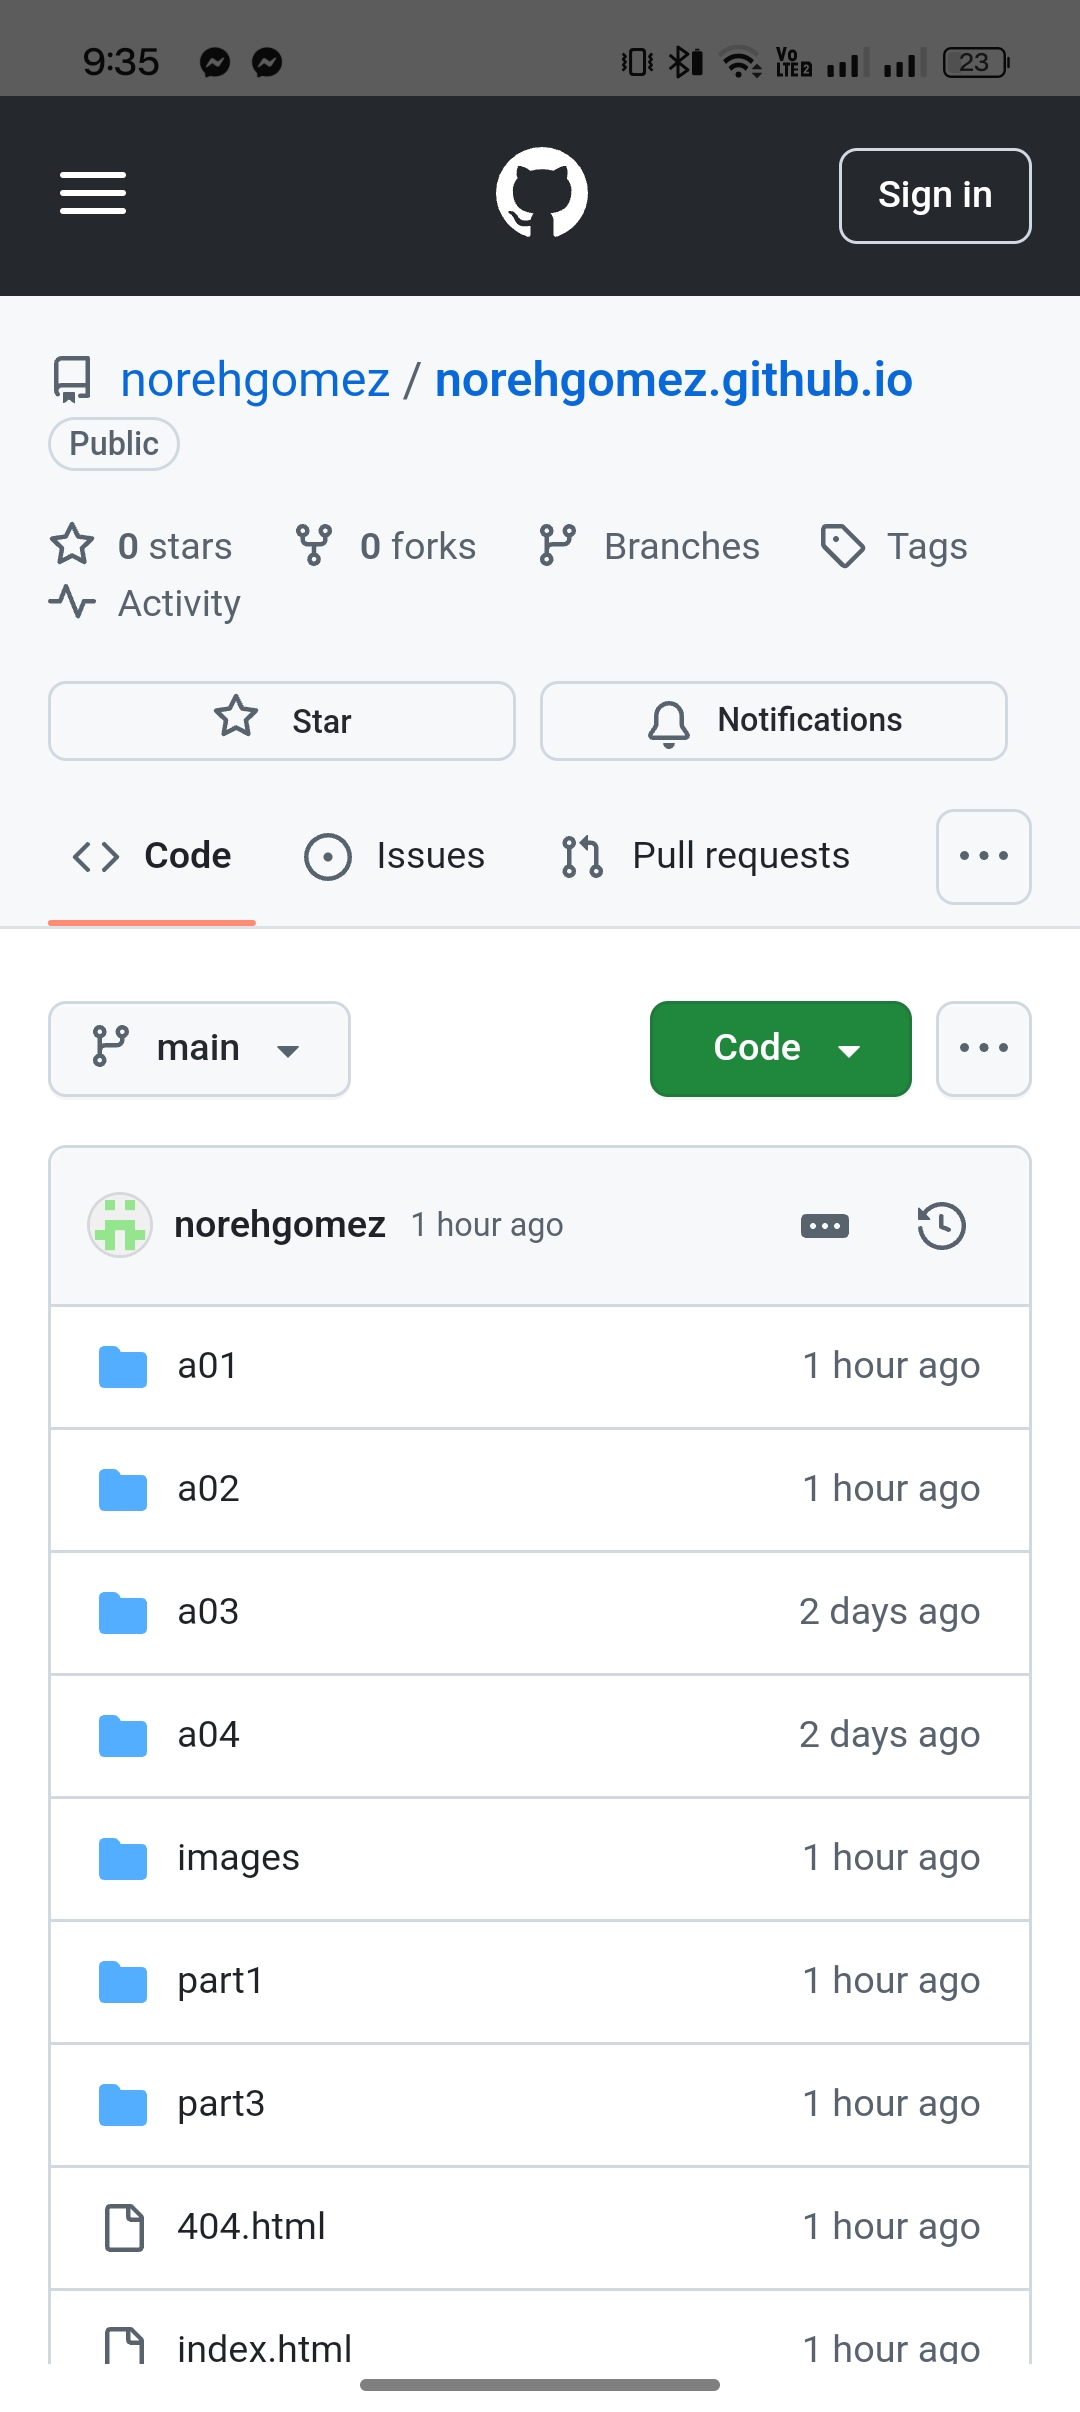 9:35 Vo LTE 2 23
Sign in
norehgomez / norehgomez.github.io
Public
0 stars 0 forks Branches Tags
Activity
Star Notifications
Code Issues Pull requests
main Code
norehgomez 1 hour ago
a01 1 hour ago
a02 1 hour ago
a03 2 days ago
a04 2 days ago
images 1 hour ago
part1 1 hour ago
part3 1 hour ago
404.html 1 hour ago
index.html 1 hour ago